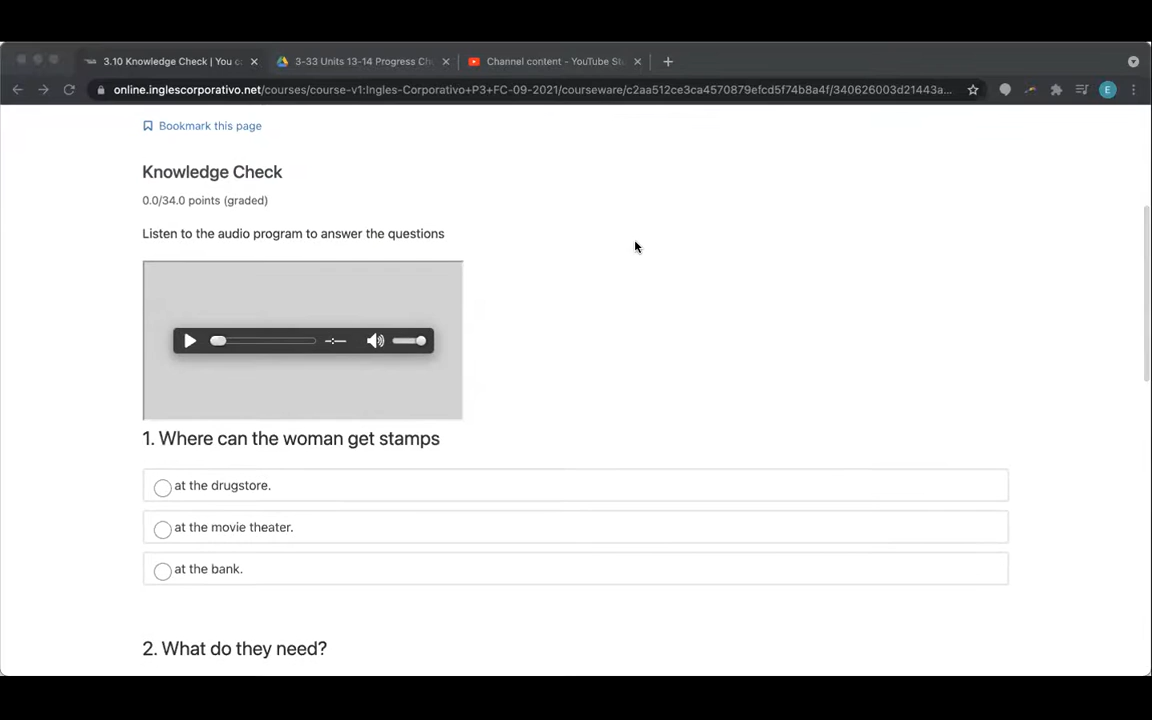 3.10 Knowledge Check | You c
3-33 Units 13-14 Progress Ch
Channel content - YouTube St
online.inglescorporativo.net/courses/course-v1:Ingles-Corporativo+P3+FC-09-2021/courseware/c2aa512ce3ca4570879efcd5f74b8a4f/340626003d21443a...
E
Bookmark this page
Knowledge Check
0.0/34.0 points (graded)
Listen to the audio program to answer the questions
-:--
1. Where can the woman get stamps
at the drugstore.
at the movie theater.
at the bank.
2. What do they need?